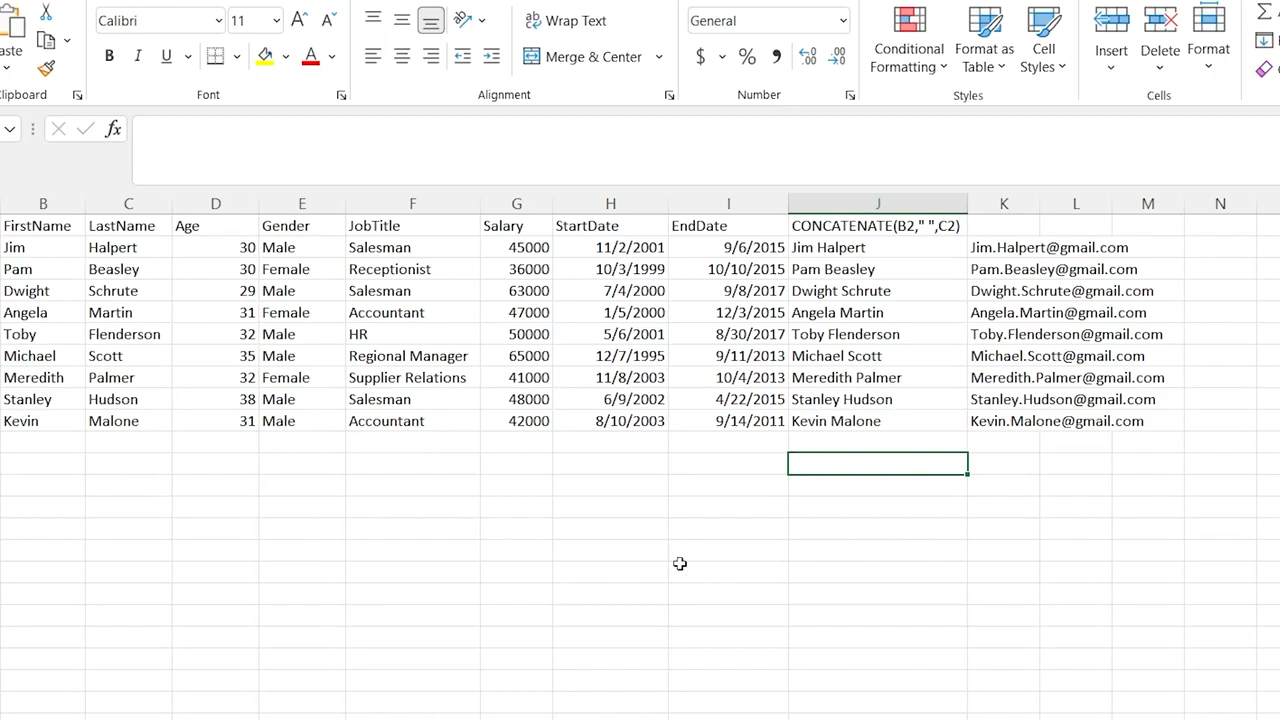 Calibri 11 A A Wrap Text General
aste B I U A Merge & Center $ % 9 Conditional Formatting Format as Table Cell Styles Insert Delete Format
Clipboard Font Alignment Number Styles Cells
fx
B C D E F G H I J K L M N
FirstName LastName Age Gender JobTitle Salary StartDate EndDate CONCATENATE(B2," ",C2)
Jim Halpert 30 Male Salesman 45000 11/2/2001 9/6/2015 Jim Halpert Jim.Halpert@gmail.com
Pam Beasley 30 Female Receptionist 36000 10/3/1999 10/10/2015 Pam Beasley Pam.Beasley@gmail.com
Dwight Schrute 29 Male Salesman 63000 7/4/2000 9/8/2017 Dwight Schrute Dwight.Schrute@gmail.com
Angela Martin 31 Female Accountant 47000 1/5/2000 12/3/2015 Angela Martin Angela.Martin@gmail.com
Toby Flenderson 32 Male HR 50000 5/6/2001 8/30/2017 Toby Flenderson Toby.Flenderson@gmail.com
Michael Scott 35 Male Regional Manager 65000 12/7/1995 9/11/2013 Michael Scott Michael.Scott@gmail.com
Meredith Palmer 32 Female Supplier Relations 41000 11/8/2003 10/4/2013 Meredith Palmer Meredith.Palmer@gmail.com
Stanley Hudson 38 Male Salesman 48000 6/9/2002 4/22/2015 Stanley Hudson Stanley.Hudson@gmail.com
Kevin Malone 31 Male Accountant 42000 8/10/2003 9/14/2011 Kevin Malone Kevin.Malone@gmail.com